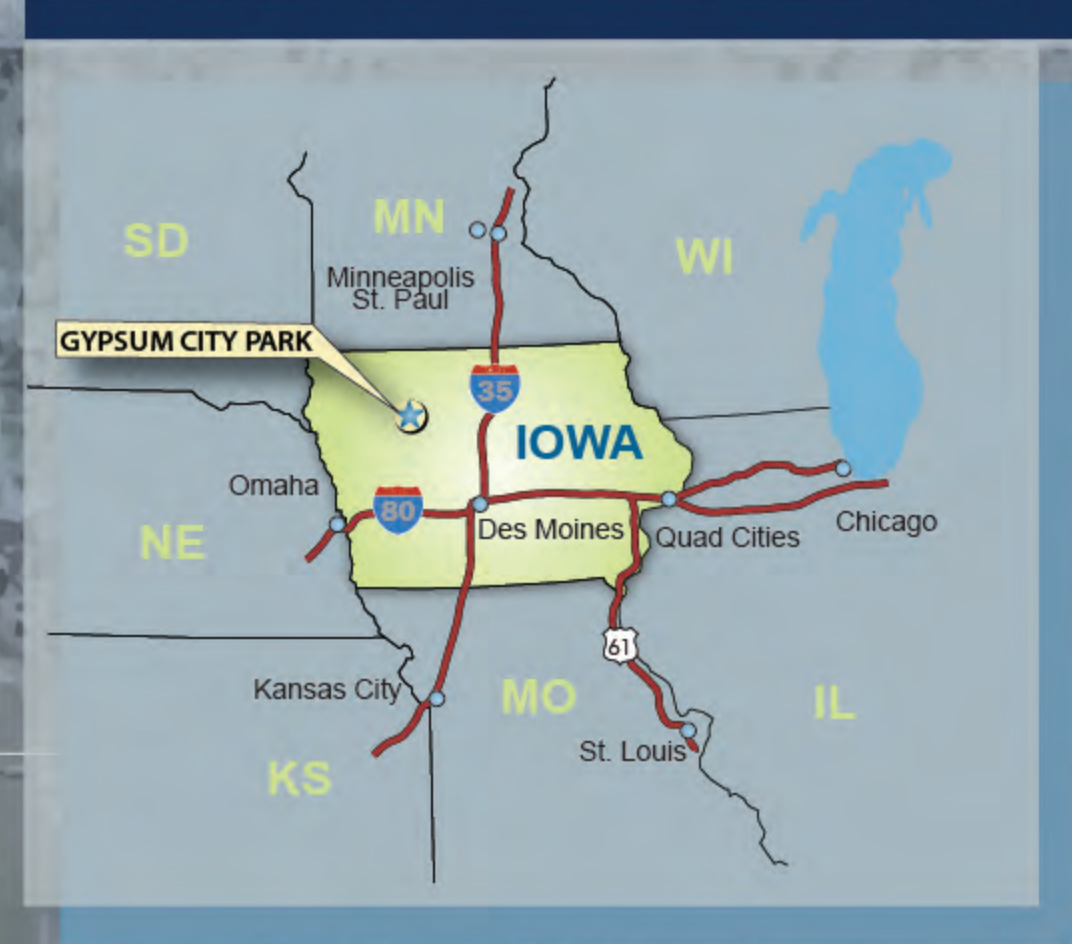 SD
MN
WI
Minneapolis
St. Paul
GYPSUM CITY PARK
35
IOWA
Omaha
80
Des Moines
Quad Cities
Chicago
NE
61
Kansas City
MO
IL
St. Louis
KS